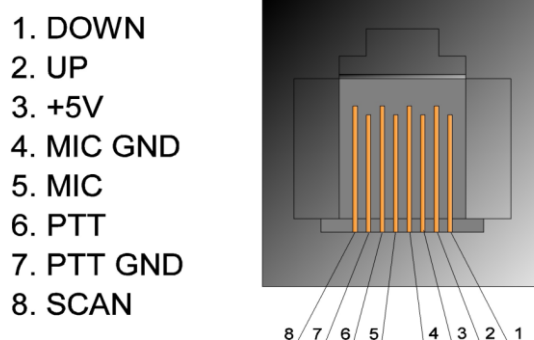 1. DOWN
2. UP
3. +5V
4. MIC GND
5. MIC
6. PTT
7. PTT GND
8. SCAN
8 7 6 5 4 3 2 1